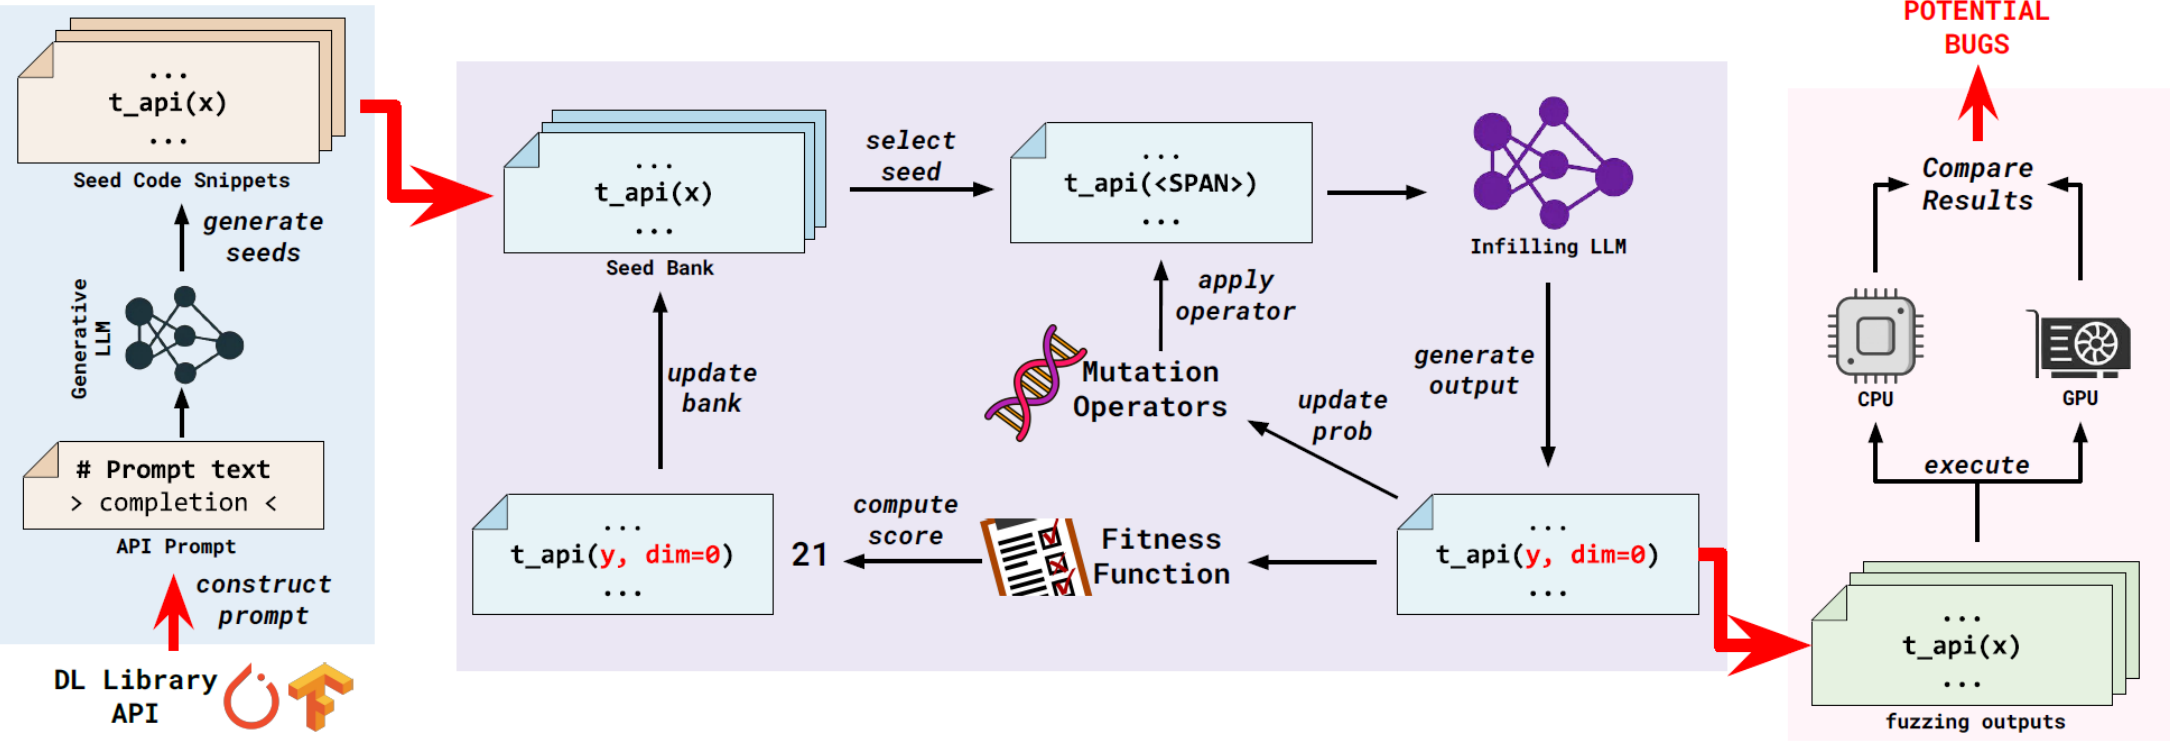 ...
t_api(x)
...
Seed Code Snippets
generate
seeds
Generative
LLM
# Prompt text
> completion <
API Prompt
construct
prompt
DL Library
API
...
t_api(x)
...
Seed Bank
select
seed
...
t_api(<SPAN>)
...
Infilling LLM
apply
operator
Mutation
Operators
generate
output
update
prob
update
bank
...
t_api(y, dim=0)
...
21
compute
score
Fitness
Function
...
t_api(y, dim=0)
...
POTENTIAL
BUGS
Compare
Results
CPU
GPU
execute
...
t_api(x)
...
fuzzing outputs